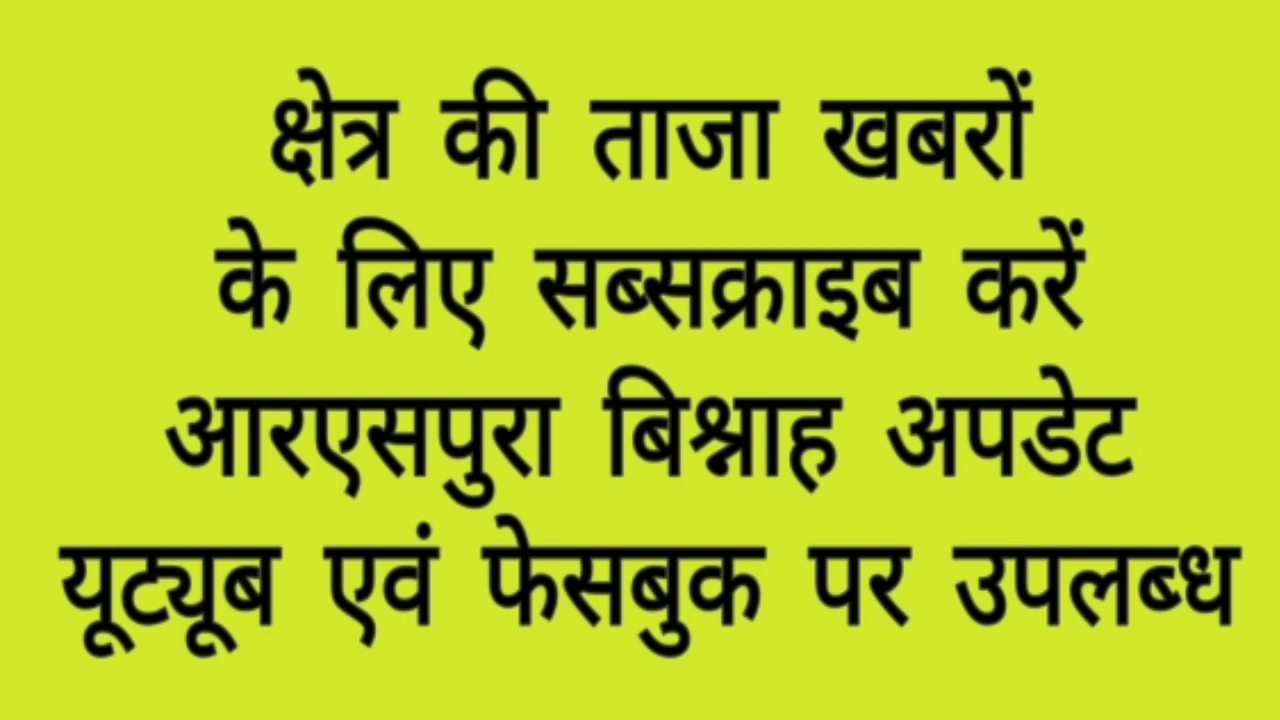 क्षेत्र की ताजा खबरों
के लिए सब्सक्राइब करें
आरएसपुरा बिश्नाह अपडेट
यूट्यूब एवं फेसबुक पर उपलब्ध